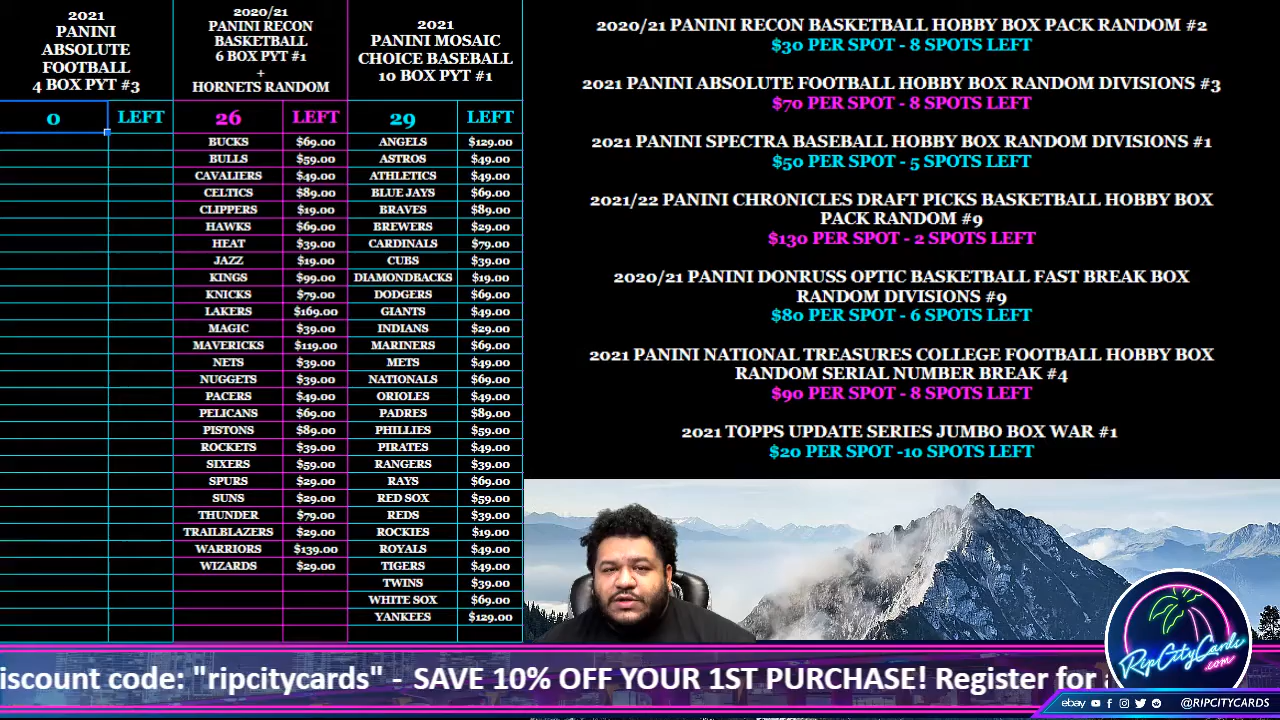 2021
PANINI
ABSOLUTE
FOOTBALL
4 BOX PYT #3
0 LEFT
2020/21
PANINI RECON
BASKETBALL
6 BOX PYT #1
+
HORNETS RANDOM
26 LEFT
BUCKS $69.00
BULLS $59.00
CAVALIERS $49.00
CELTICS $89.00
CLIPPERS $19.00
HAWKS $69.00
HEAT $39.00
JAZZ $19.00
KINGS $99.00
KNICKS $79.00
LAKERS $169.00
MAGIC $39.00
MAVERICKS $119.00
NETS $39.00
NUGGETS $39.00
PACERS $49.00
PELICANS $69.00
PISTONS $89.00
ROCKETS $39.00
SIXERS $59.00
SPURS $29.00
SUNS $29.00
THUNDER $79.00
TRAILBLAZERS $29.00
WARRIORS $139.00
WIZARDS $29.00
2021
PANINI MOSAIC
CHOICE BASEBALL
10 BOX PYT #1
29 LEFT
ANGELS $129.00
ASTROS $49.00
ATHLETICS $49.00
BLUE JAYS $69.00
BRAVES $89.00
BREWERS $29.00
CARDINALS $79.00
CUBS $39.00
DIAMONDBACKS $19.00
DODGERS $69.00
GIANTS $49.00
INDIANS $29.00
MARINERS $69.00
METS $49.00
NATIONALS $69.00
ORIOLES $49.00
PADRES $89.00
PHILLIES $59.00
PIRATES $49.00
RANGERS $39.00
RAYS $69.00
RED SOX $59.00
REDS $39.00
ROCKIES $19.00
ROYALS $49.00
TIGERS $49.00
TWINS $39.00
WHITE SOX $69.00
YANKEES $129.00
2020/21 PANINI RECON BASKETBALL HOBBY BOX PACK RANDOM #2
$30 PER SPOT - 8 SPOTS LEFT
2021 PANINI ABSOLUTE FOOTBALL HOBBY BOX RANDOM DIVISIONS #3
$70 PER SPOT - 8 SPOTS LEFT
2021 PANINI SPECTRA BASEBALL HOBBY BOX RANDOM DIVISIONS #1
$50 PER SPOT - 5 SPOTS LEFT
2021/22 PANINI CHRONICLES DRAFT PICKS BASKETBALL HOBBY BOX
PACK RANDOM #9
$130 PER SPOT - 2 SPOTS LEFT
2020/21 PANINI DONRUSS OPTIC BASKETBALL FAST BREAK BOX
RANDOM DIVISIONS #9
$80 PER SPOT - 6 SPOTS LEFT
2021 PANINI NATIONAL TREASURES COLLEGE FOOTBALL HOBBY BOX
RANDOM SERIAL NUMBER BREAK #4
$90 PER SPOT - 8 SPOTS LEFT
2021 TOPPS UPDATE SERIES JUMBO BOX WAR #1
$20 PER SPOT -10 SPOTS LEFT
RipCityCards
.com
iscount code: "ripcitycards" - SAVE 10% OFF YOUR 1ST PURCHASE! Register for
ebay @RIPCITYCARDS